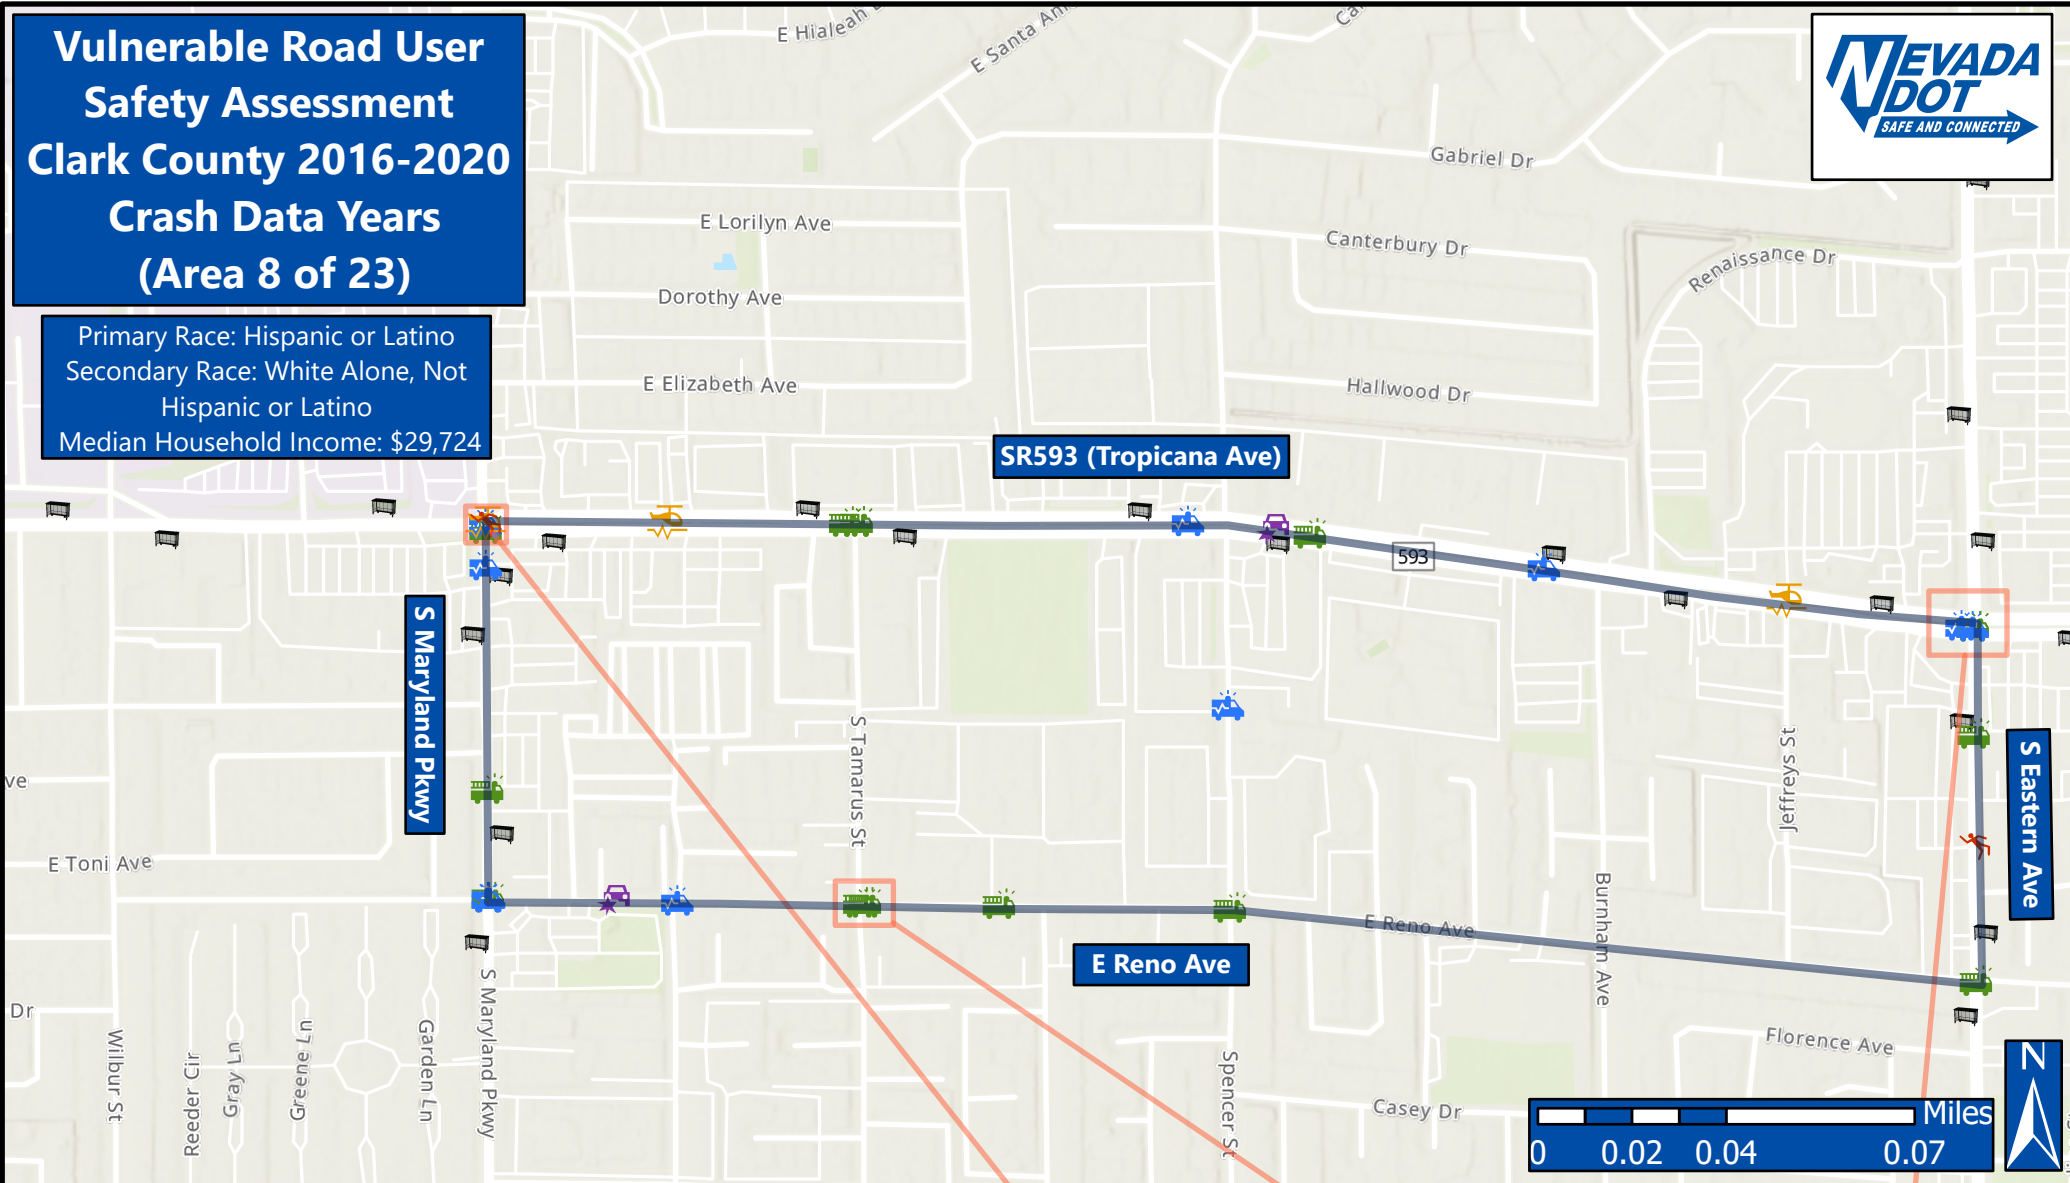 Vulnerable Road User
Safety Assessment
Clark County 2016-2020
Crash Data Years
(Area 8 of 23)
Primary Race: Hispanic or Latino
Secondary Race: White Alone, Not
Hispanic or Latino
Median Household Income: $29,724
NEVADA
DOT
SAFE AND CONNECTED
E Hialeah
E Santa An
Ca
Gabriel Dr
E Lorilyn Ave
Canterbury Dr
Renaissance Dr
Dorothy Ave
E Elizabeth Ave
Hallwood Dr
SR593 (Tropicana Ave)
593
S Maryland Pkwy
S Tamarus St
Jeffreys St
S Eastern Ave
ve
E Toni Ave
Burnham Ave
E Reno Ave
E Reno Ave
Dr
Wilbur St
Reeder Cir
Gray Ln
Greene Ln
Garden Ln
S Maryland Pkwy
Spencer St
Florence Ave
Casey Dr
N
Miles
0 0.02 0.04 0.07